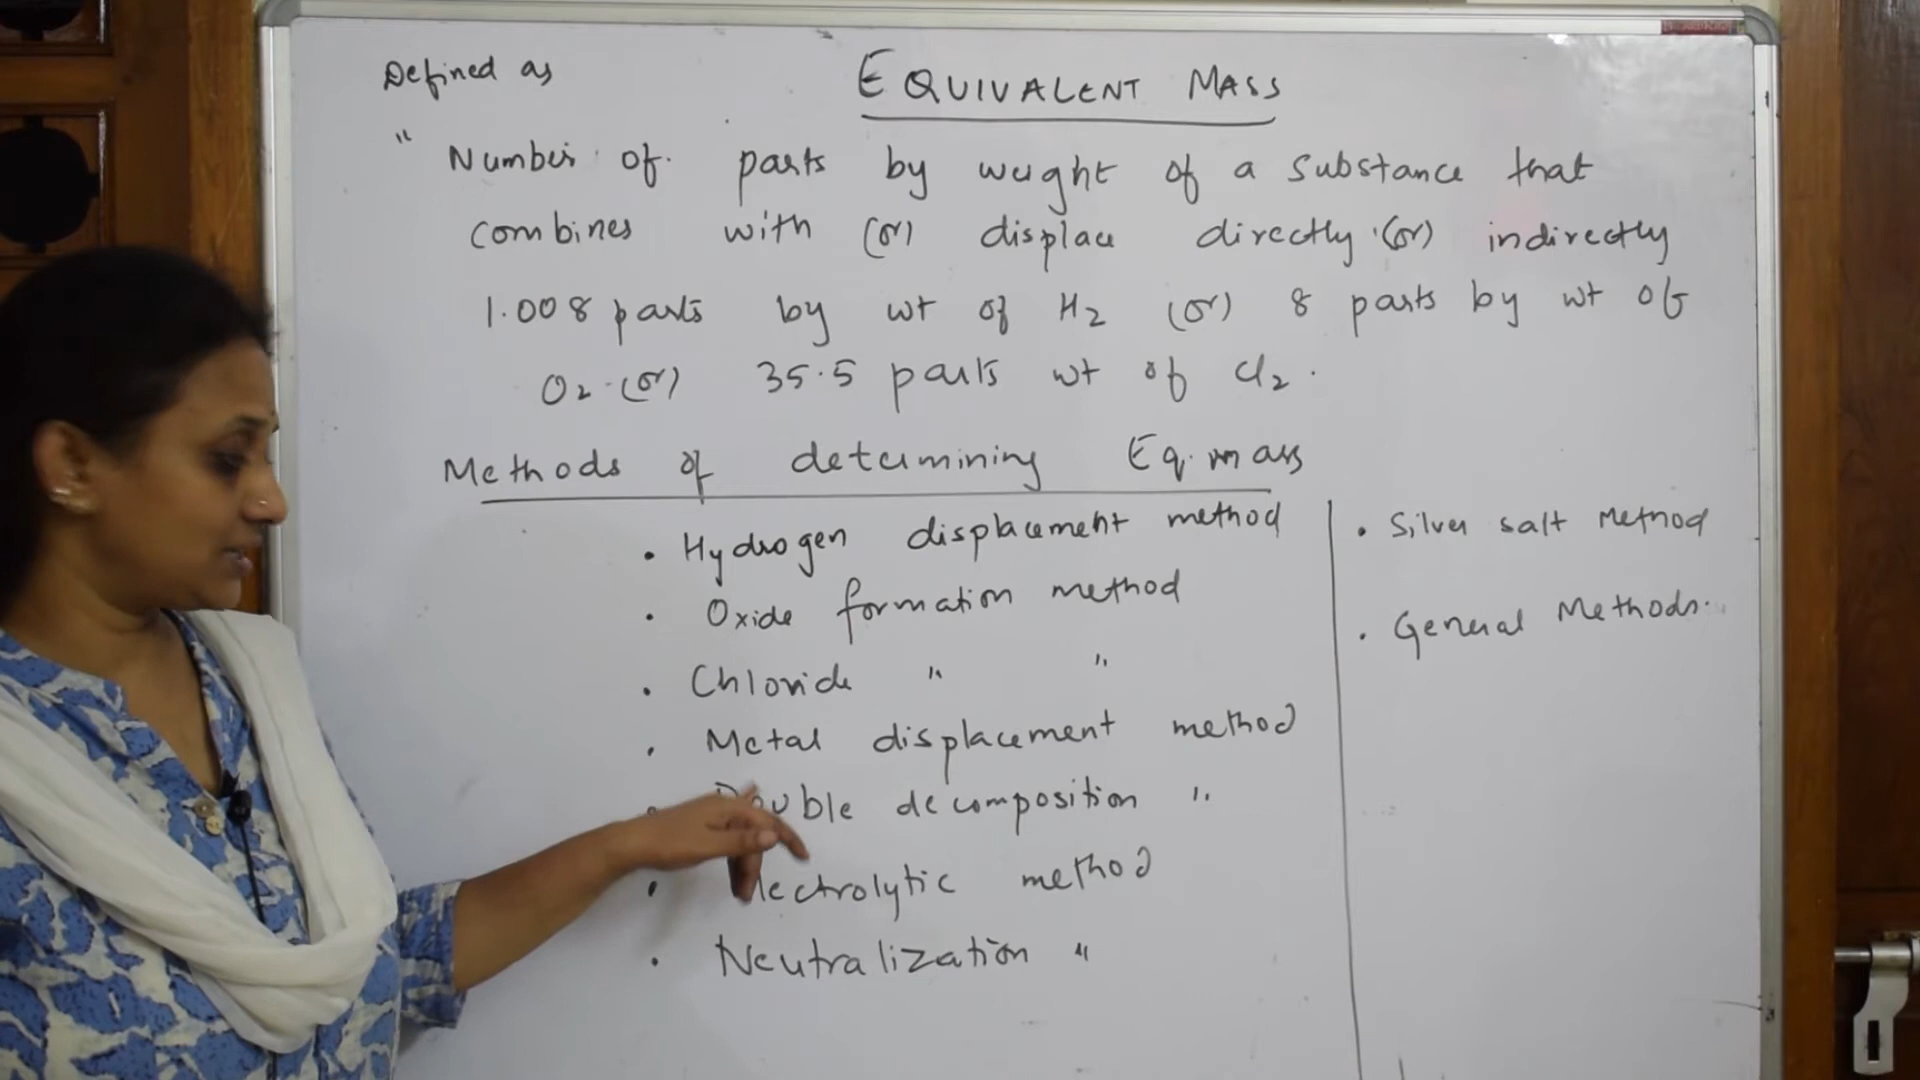 Defined as
EQUIVALENT MASS
" Number of parts by weight of a substance that
combines with (or) displace directly (or) indirectly
1.008 parts by wt of H2 (or) 8 parts by wt of
O2 (or) 35.5 parts wt of Cl2.
Methods of determining Eq. mass
• Hydrogen displacement method
• Oxide formation method
• Chloride " "
• Metal displacement method
• Double decomposition "
• Electrolytic method
• Neutralization "
• Silver salt Method
• General Methods.